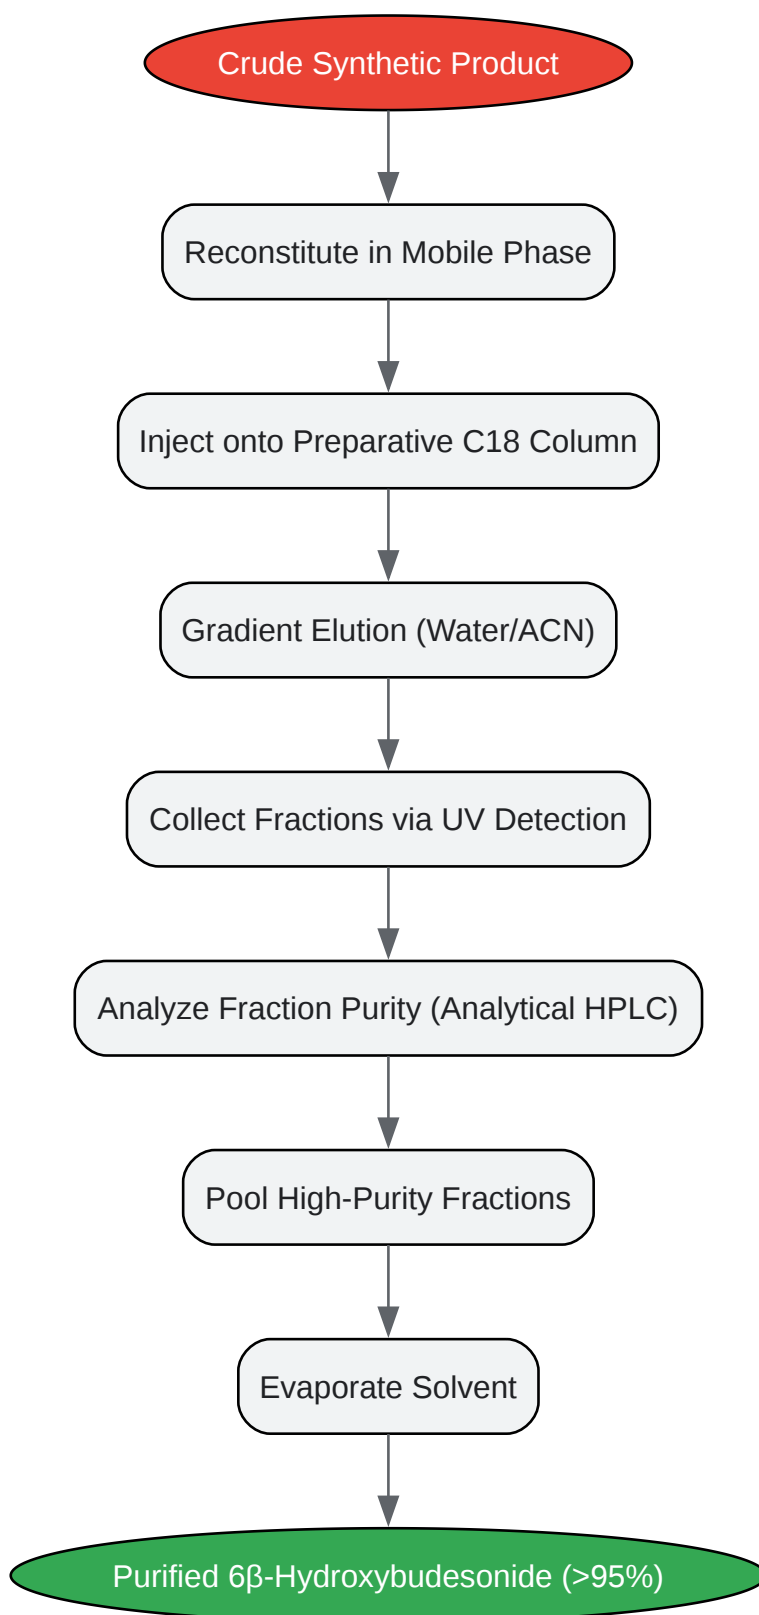 Crude Synthetic Product
Reconstitute in Mobile Phase
Inject onto Preparative C18 Column
Gradient Elution (Water/ACN)
Collect Fractions via UV Detection
Analyze Fraction Purity (Analytical HPLC)
Pool High-Purity Fractions
Evaporate Solvent
Purified 6β-Hydroxybudesonide (>95%)